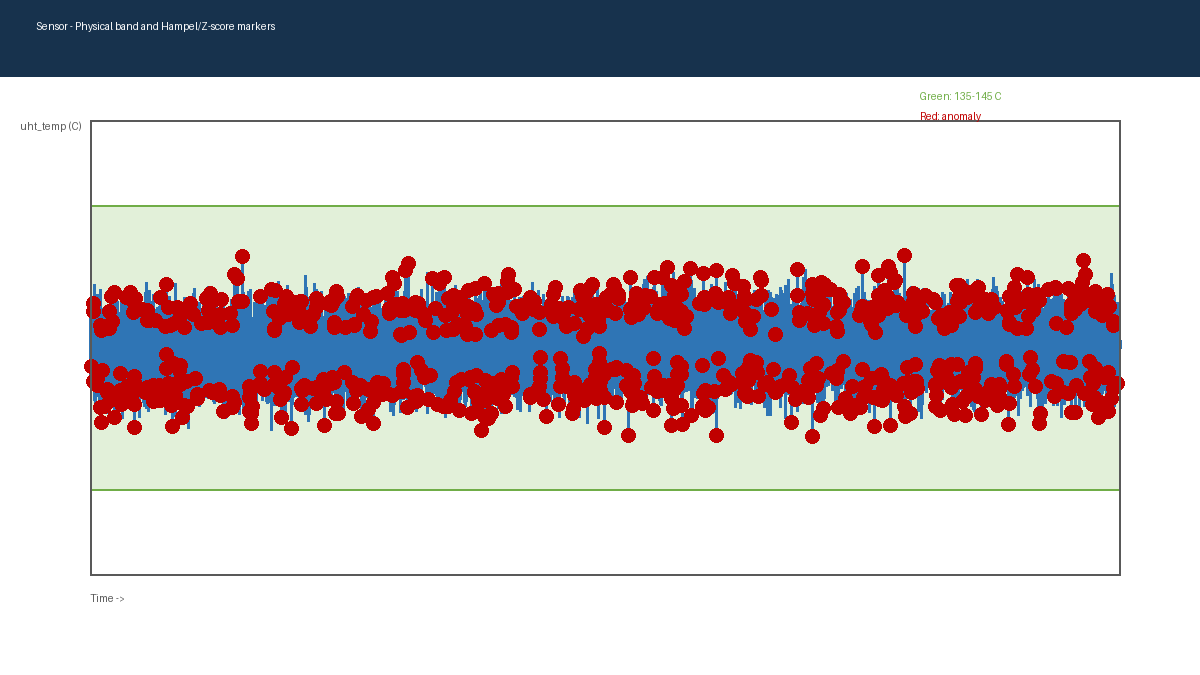 Sensor - Physical band and Hampel/Z-score markers
Green: 135-145 C
Red: anomaly
uht_temp (C)
Time ->